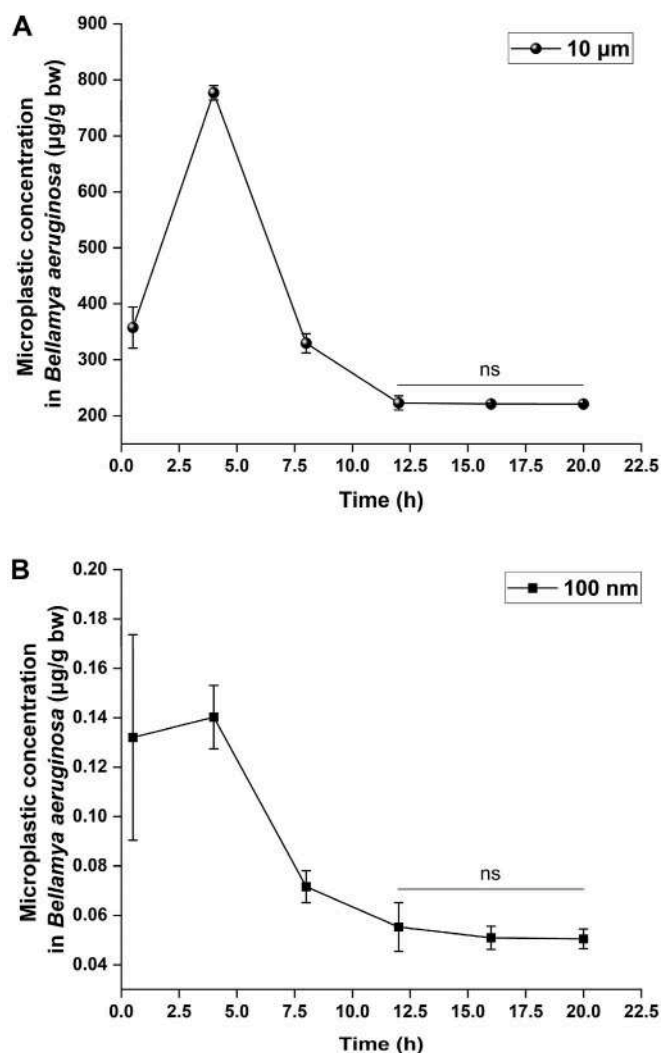 A
10 µm
Microplastic concentration
in Bellamya aeruginosa (µg/g bw)
900
800
700
600
500
400
300
200
ns
0.0 2.5 5.0 7.5 10.0 12.5 15.0 17.5 20.0 22.5
Time (h)
B
100 nm
Microplastic concentration
in Bellamya aeruginosa (µg/g bw)
0.20
0.18
0.16
0.14
0.12
0.10
0.08
0.06
0.04
ns
0.0 2.5 5.0 7.5 10.0 12.5 15.0 17.5 20.0 22.5
Time (h)